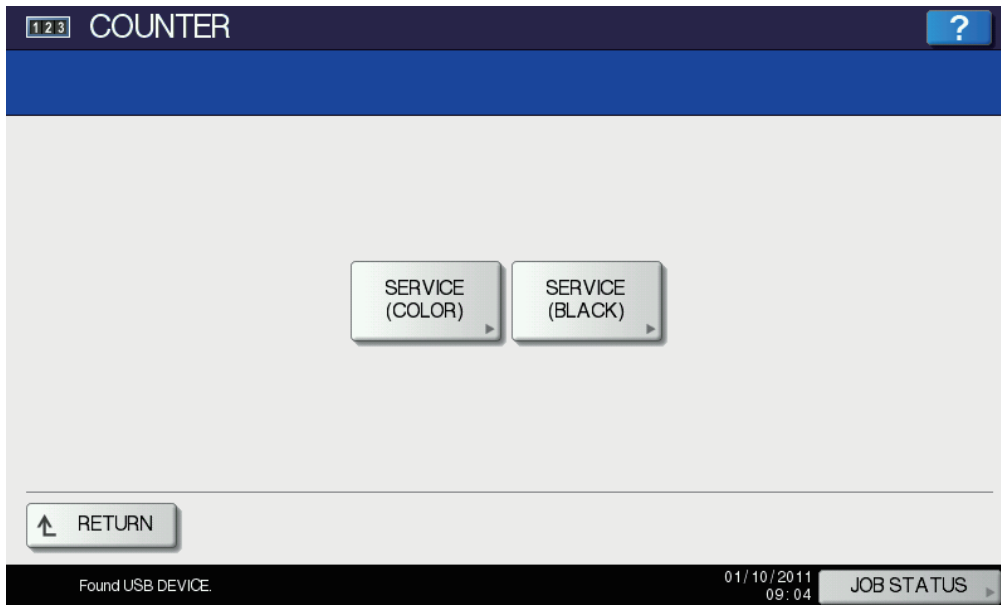 123 COUNTER ?
SERVICE
(COLOR)
SERVICE
(BLACK)
RETURN
Found USB DEVICE.
01/10/2011
09:04
JOB STATUS